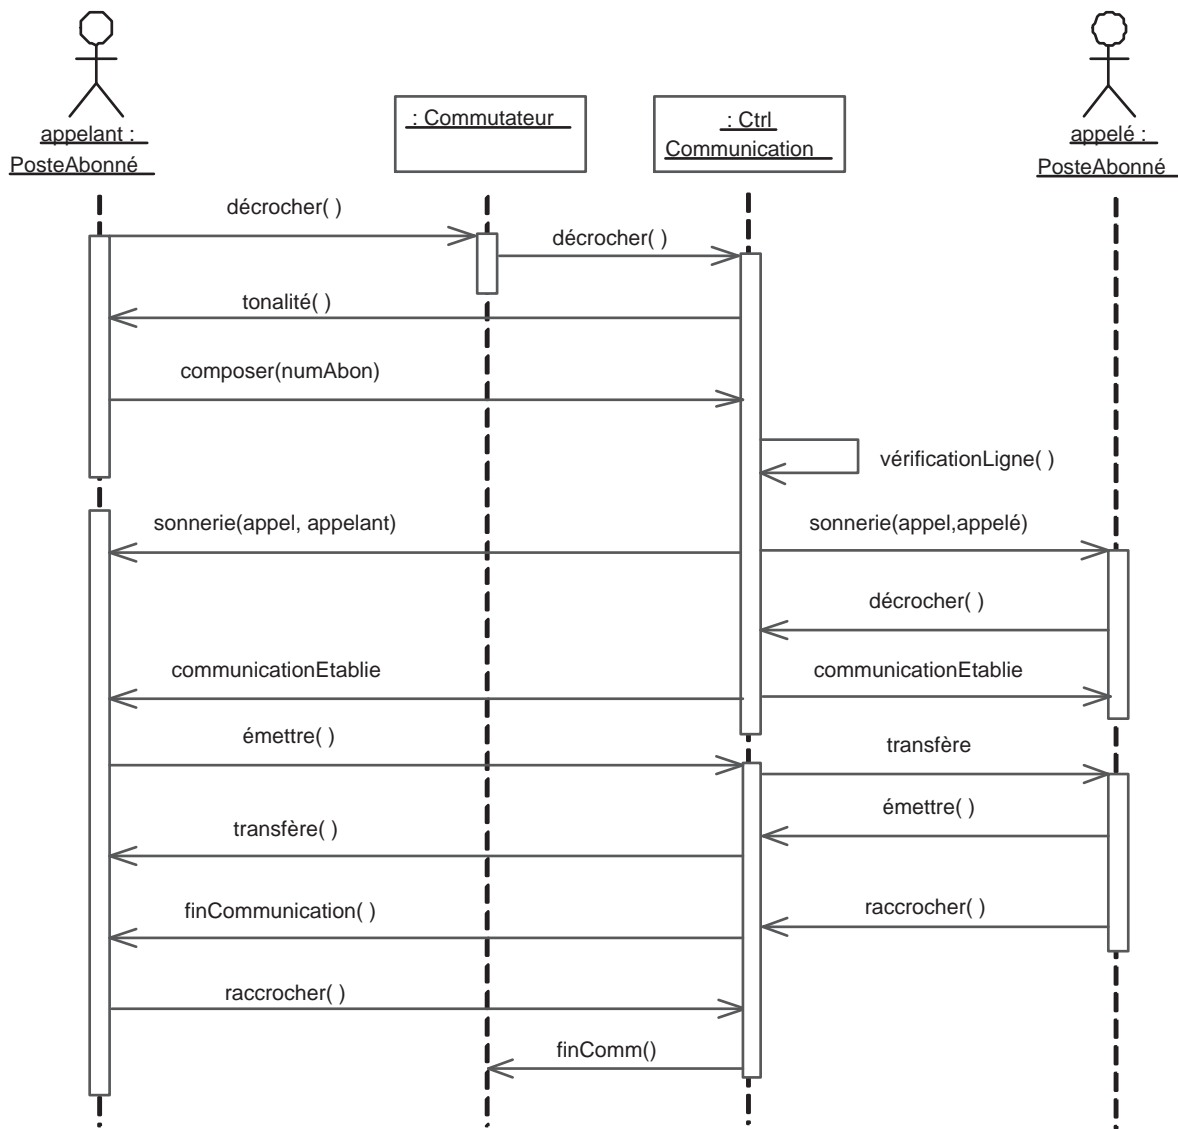 appelant :
PosteAbonné
: Commutateur
: Ctrl
Communication
appelé :
PosteAbonné
décrocher( )
décrocher( )
tonalité( )
composer(numAbon)
vérificationLigne( )
sonnerie(appel, appelant)
sonnerie(appel,appelé)
décrocher( )
communicationEtablie
communicationEtablie
émettre( )
transfère
émettre( )
transfère( )
raccrocher( )
finCommunication( )
raccrocher( )
finComm()